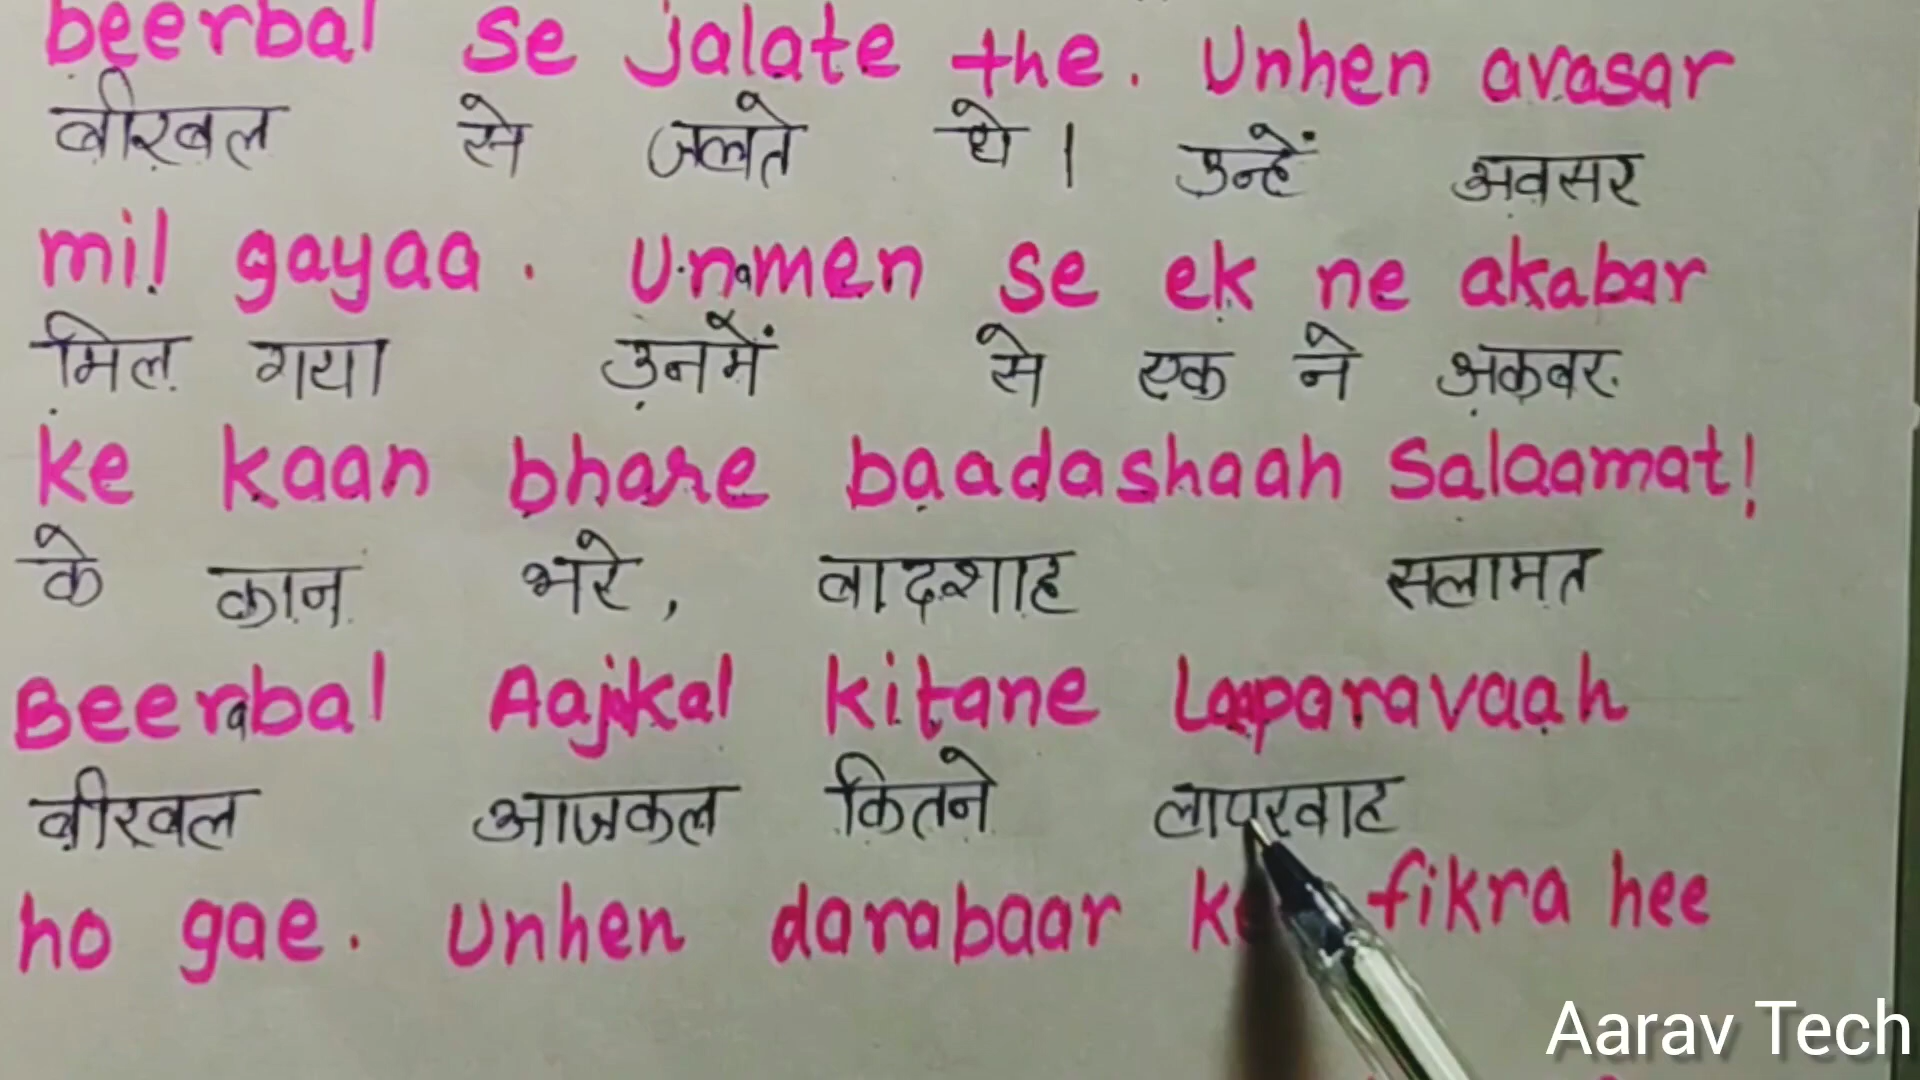 beerbal se jalate the. Unhen avasar
बीरबल से जलते थे। उन्हें अवसर
mil gayaa. Unamen se ek ne akabar
मिल गया उनमें से एक ने अकबर
ke kaan bhare baadashaah Salaamat!
के कान भरे, बादशाह सलामत
Beerabal Aajkal kitane Laaparavaah
बीरबल आजकल कितने लापरवाह
ho gae. Unhen darabaar fikra hee
Aarav Tech